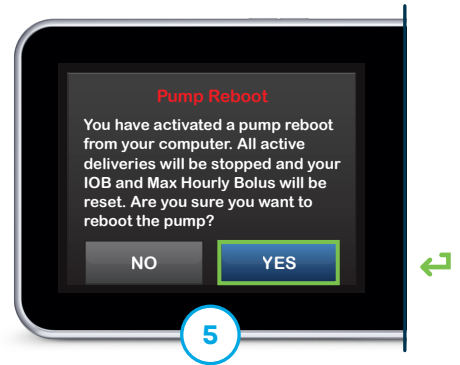 Pump Reboot
You have activated a pump reboot
from your computer. All active
deliveries will be stopped and your
IOB and Max Hourly Bolus will be
reset. Are you sure you want to
reboot the pump?
NO YES
5